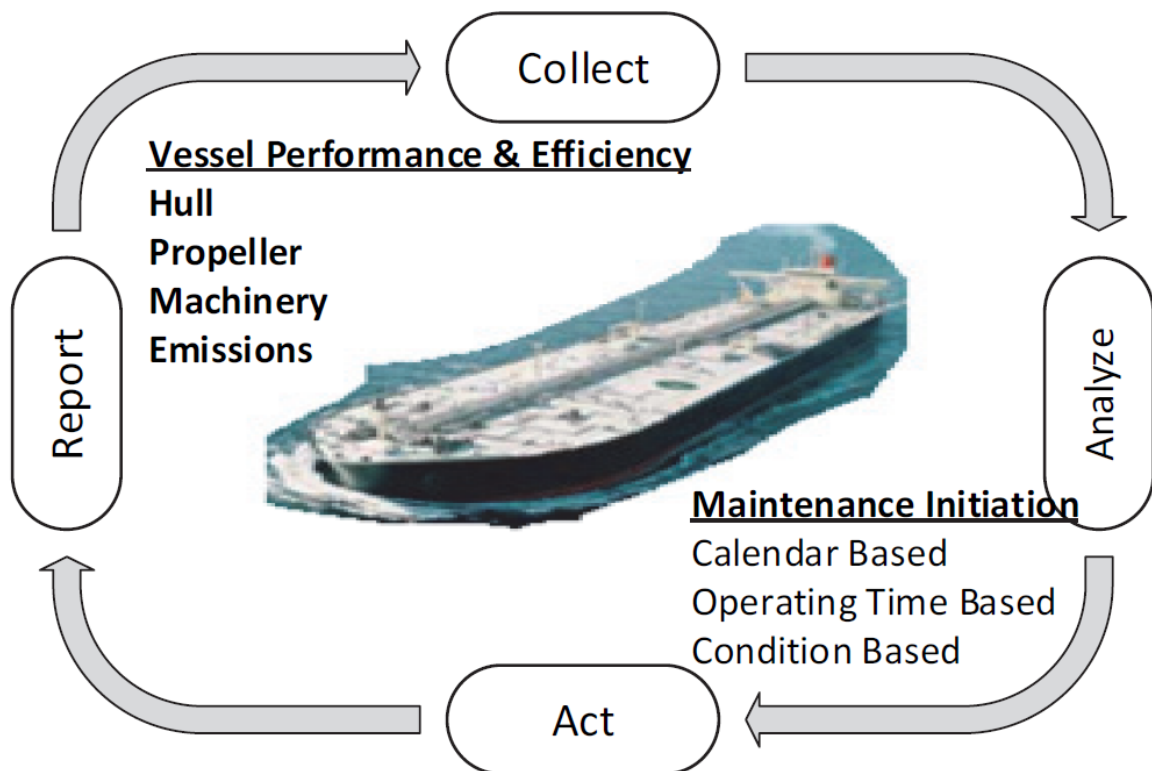 Collect
Vessel Performance & Efficiency
Hull
Propeller
Machinery
Emissions
Report
Analyze
Maintenance Initiation
Calendar Based
Operating Time Based
Condition Based
Act